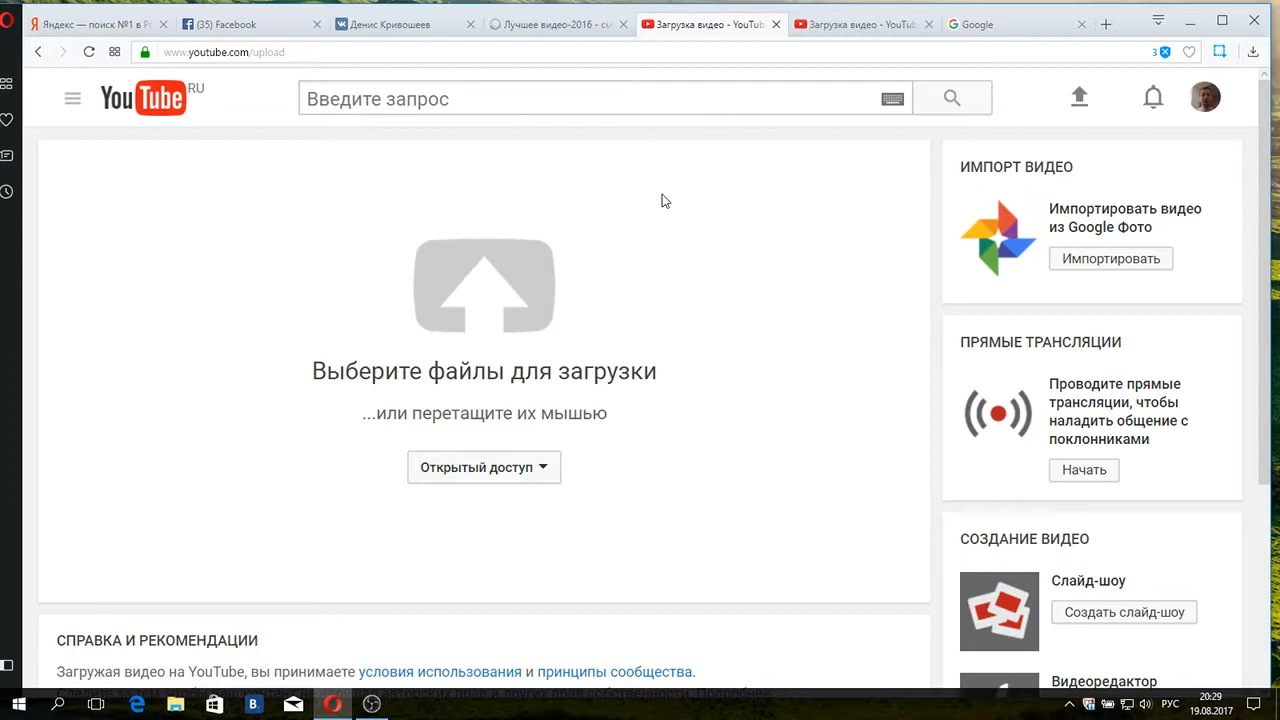 Яндекс — поиск №1 в Р
(35) Facebook
Денис Кривошеев
Лучшее видео-2016 - см
Загрузка видео - YouTub
Загрузка видео - YouTub
Google
www.youtube.com/upload
3
YouTube RU
Введите запрос
Выберите файлы для загрузки
...или перетащите их мышью
Открытый доступ
ИМПОРТ ВИДЕО
Импортировать видео
из Google Фото
Импортировать
ПРЯМЫЕ ТРАНСЛЯЦИИ
Проводите прямые
трансляции, чтобы
наладить общение с
поклонниками
Начать
СОЗДАНИЕ ВИДЕО
Слайд-шоу
Создать слайд-шоу
Видеоредактор
СПРАВКА И РЕКОМЕНДАЦИИ
Загружая видео на YouTube, вы принимаете условия использования и принципы сообщества.
B.
РУС
20:29
19.08.2017